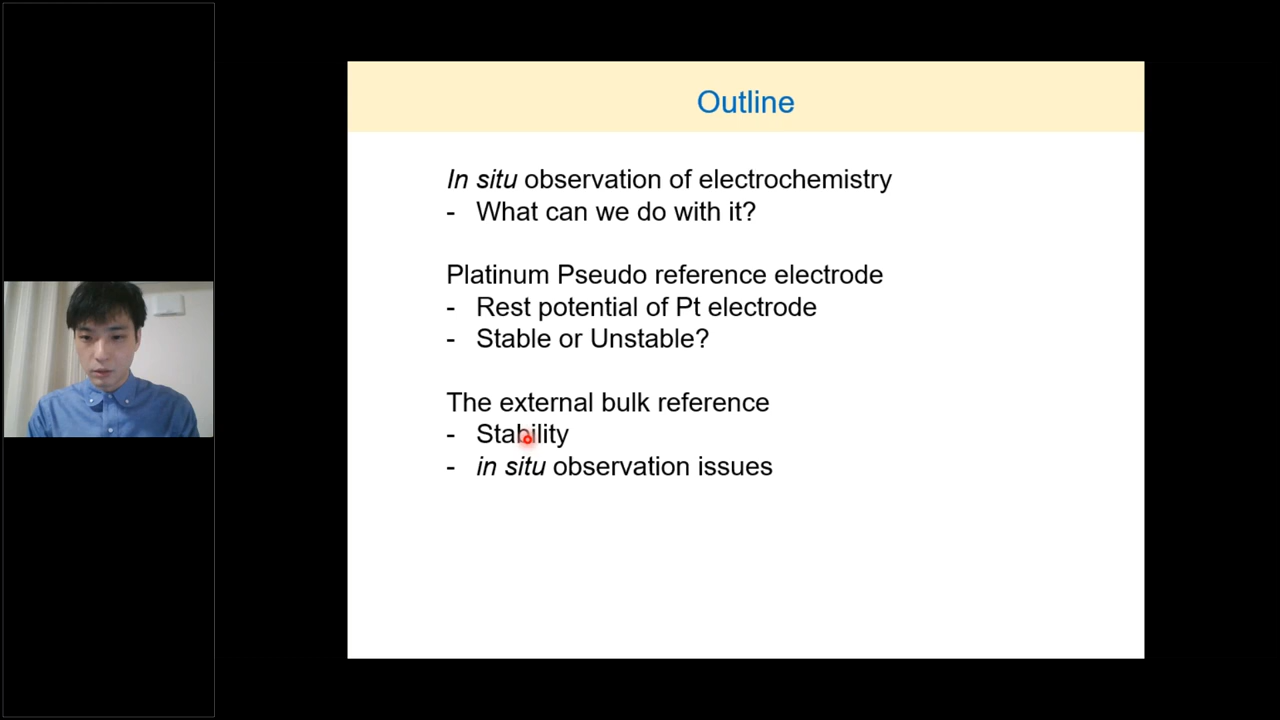 Outline
In situ observation of electrochemistry
- What can we do with it?
Platinum Pseudo reference electrode
- Rest potential of Pt electrode
- Stable or Unstable?
The external bulk reference
- Stability
- in situ observation issues